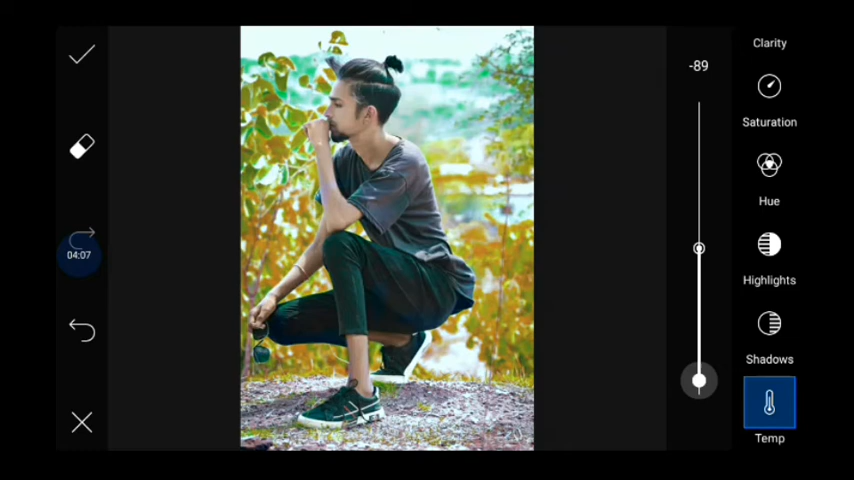 Clarity
-89
Saturation
Hue
04:07
Highlights
Shadows
Temp